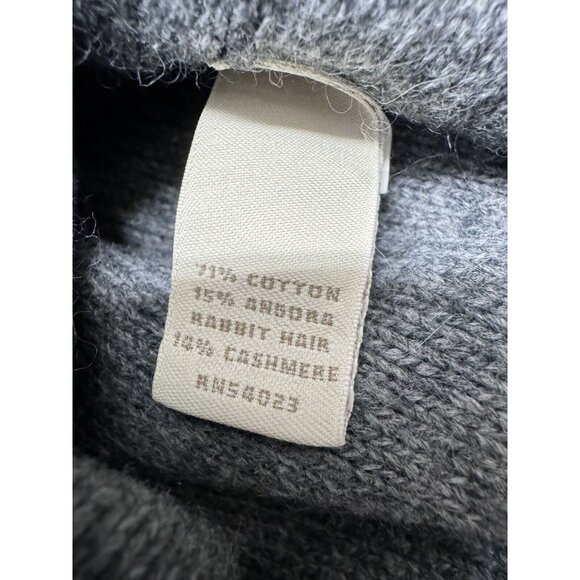 71% COTTON
15% ANGORA
RABBIT HAIR
14% CASHMERE
RN54023